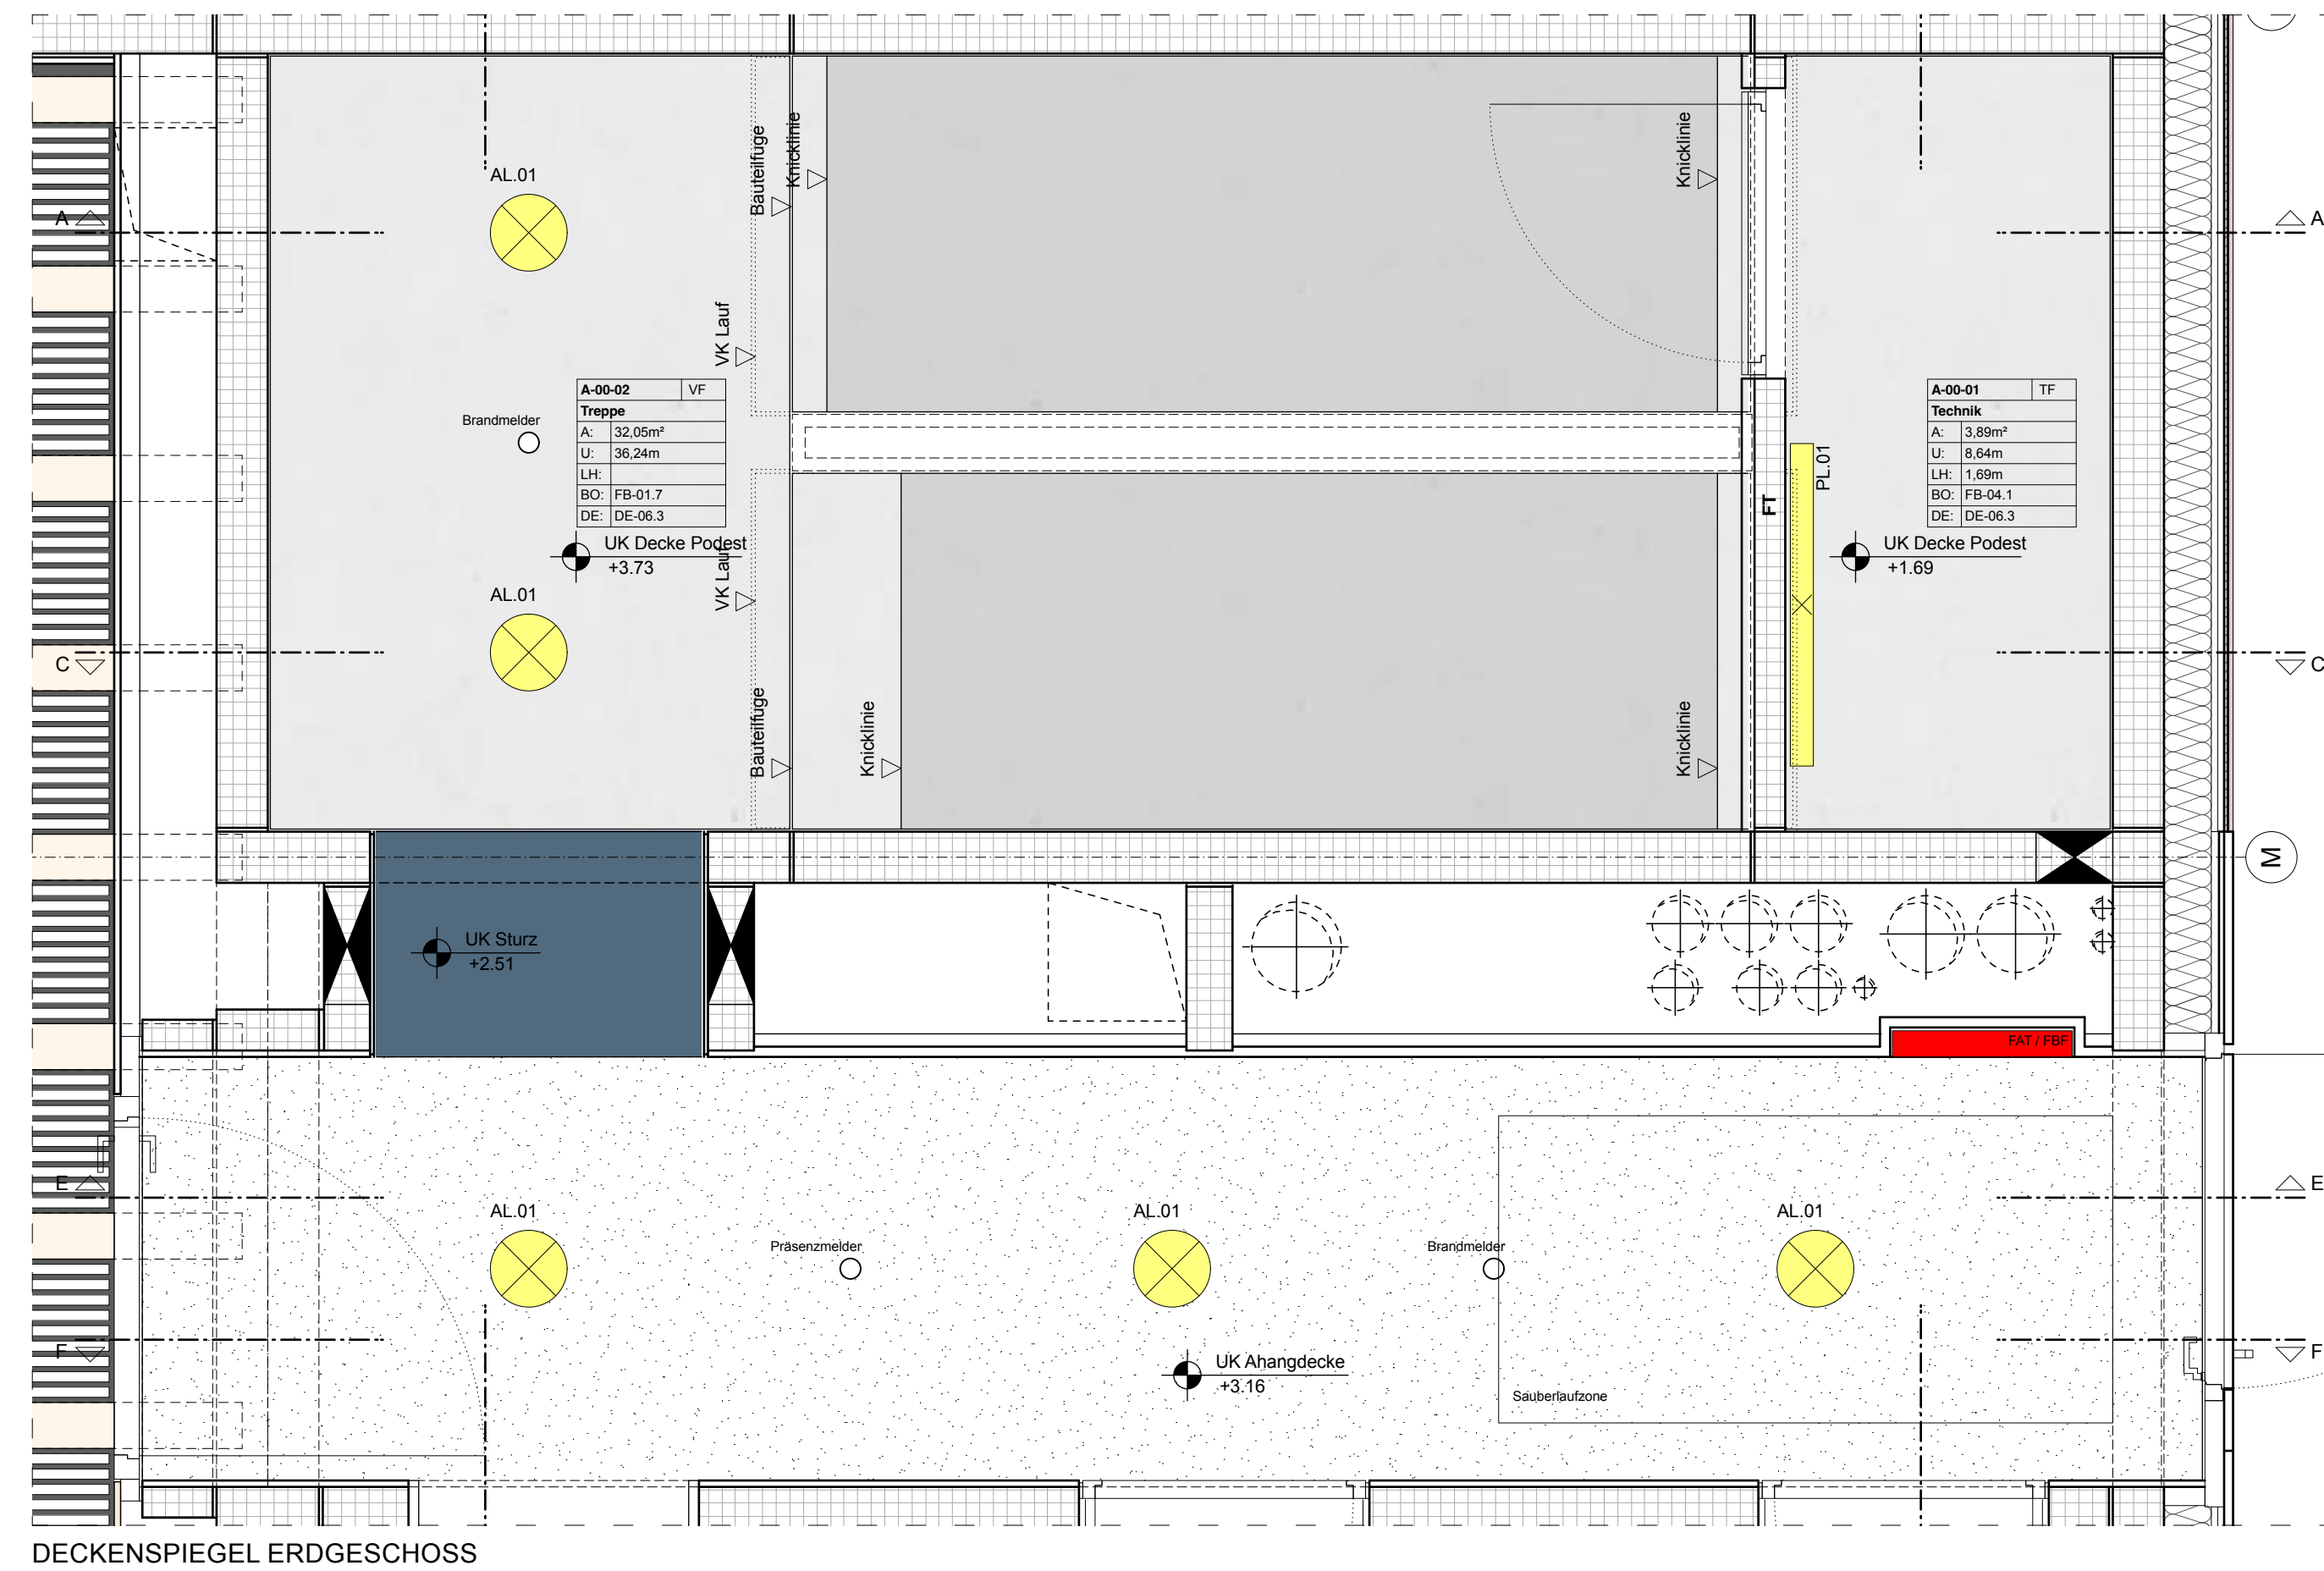 AL.01
Bauteilfuge
Knicklinie
Knicklinie
A
A
VK Lauf
A-00-02 VF
Treppe
A: 32,05m²
U: 36,24m
LH:
BO: FB-01.7
DE: DE-06.3
Brandmelder
A-00-01 TF
Technik
A: 3,89m²
U: 8,64m
LH: 1,69m
BO: FB-04.1
DE: DE-06.3
PL.01
FT
UK Decke Podest
+3.73
VK Lauf
UK Decke Podest
+1.69
AL.01
C
C
Bauteilfuge
Knicklinie
Knicklinie
M
UK Sturz
+2.51
FAT / FBF
E
E
AL.01
AL.01
AL.01
Präsenzmelder
Brandmelder
F
F
UK Ahangdecke
+3.16
Sauberlaufzone
DECKENSPIEGEL ERDGESCHOSS